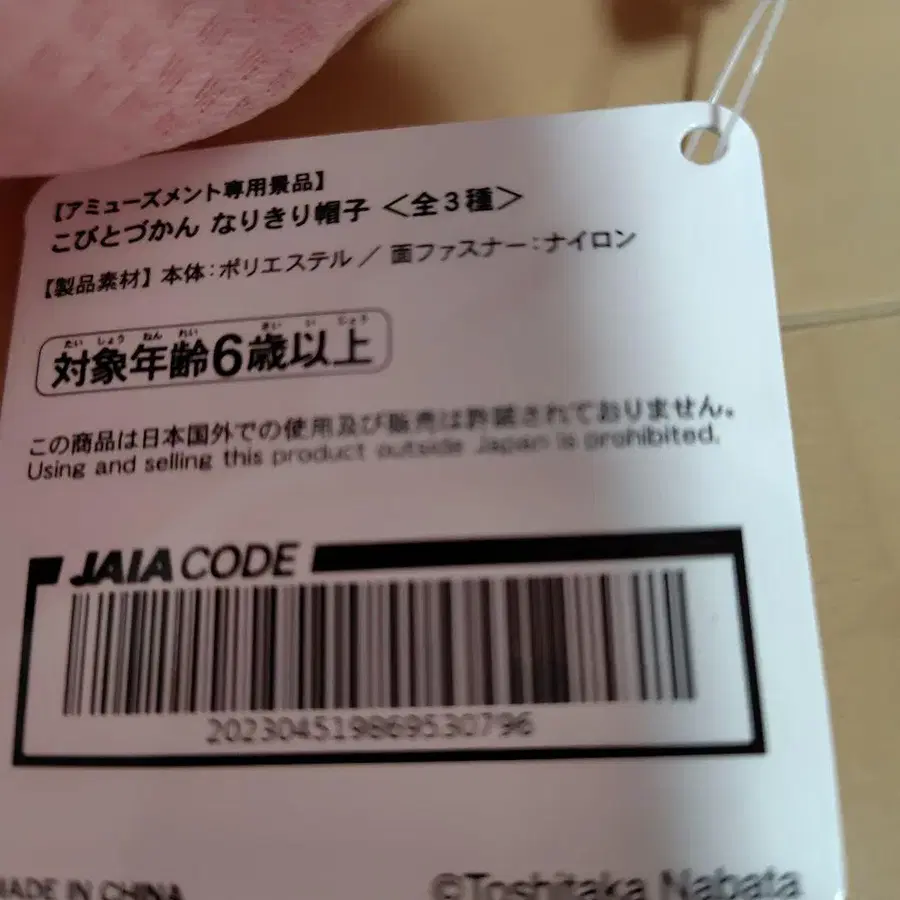 【アミューズメント専用景品】
こびとづかん なりきり帽子 ＜全3種＞
【製品素材】本体：ポリエステル ／ 面ファスナー：ナイロン
たいしょうねんれい さい いじょう
対象年齢6歳以上
この商品は日本国外での使用及び販売は許諾されておりません。
Using and selling this product outside Japan is prohibited.
JAIA CODE
202304519869530796
MADE IN CHINA
©Toshitaka Nabata